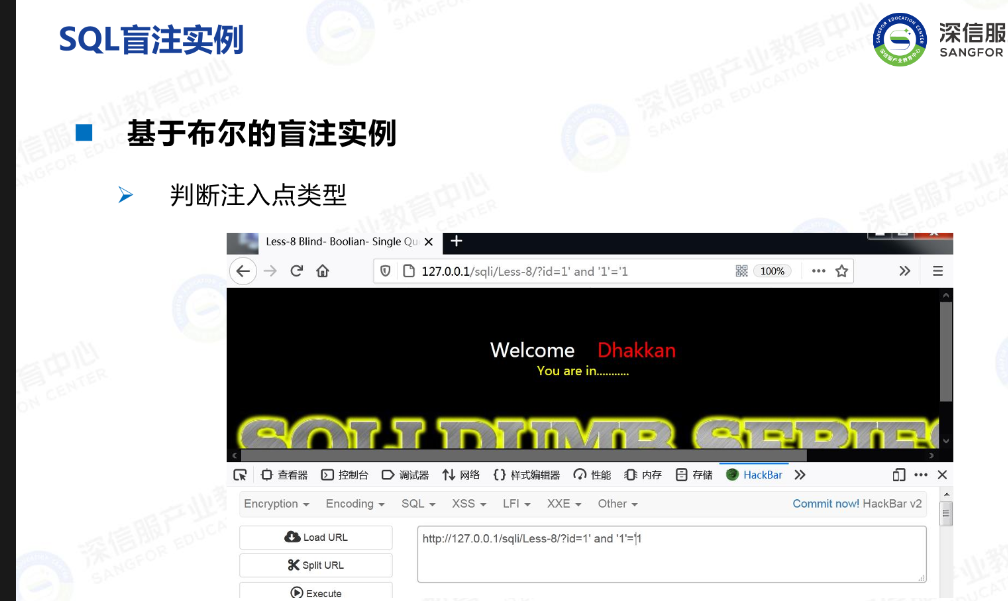 SQL盲注实例
深信服
SANGFOR
基于布尔的盲注实例
判断注入点类型
Less-8 Blind- Boolian- Single Qu
127.0.0.1/sqli/Less-8/?id=1' and '1'='1
100%
Welcome Dhakkan
You are in...........
SQLI DUMB SERIES
查看器 控制台 调试器 网络 样式编辑器 性能 内存 存储 HackBar
Encryption Encoding SQL XSS LFI XXE Other Commit now! HackBar v2
Load URL
http://127.0.0.1/sqli/Less-8/?id=1' and '1'='1
Split URL
Execute